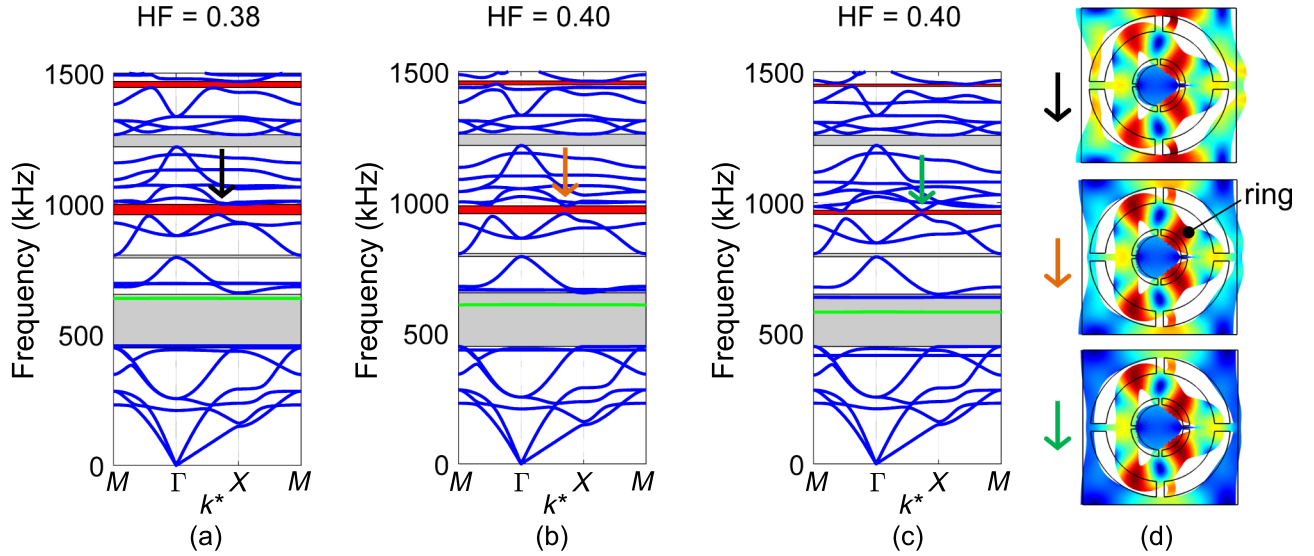 HF = 0.38
HF = 0.40
HF = 0.40
Frequency (kHz)
1500
1000
500
0
M Γ X M
k*
(a)
Frequency (kHz)
1500
1000
500
0
M Γ X M
k*
(b)
Frequency (kHz)
1500
1000
500
0
M Γ X M
k*
(c)
ring
(d)